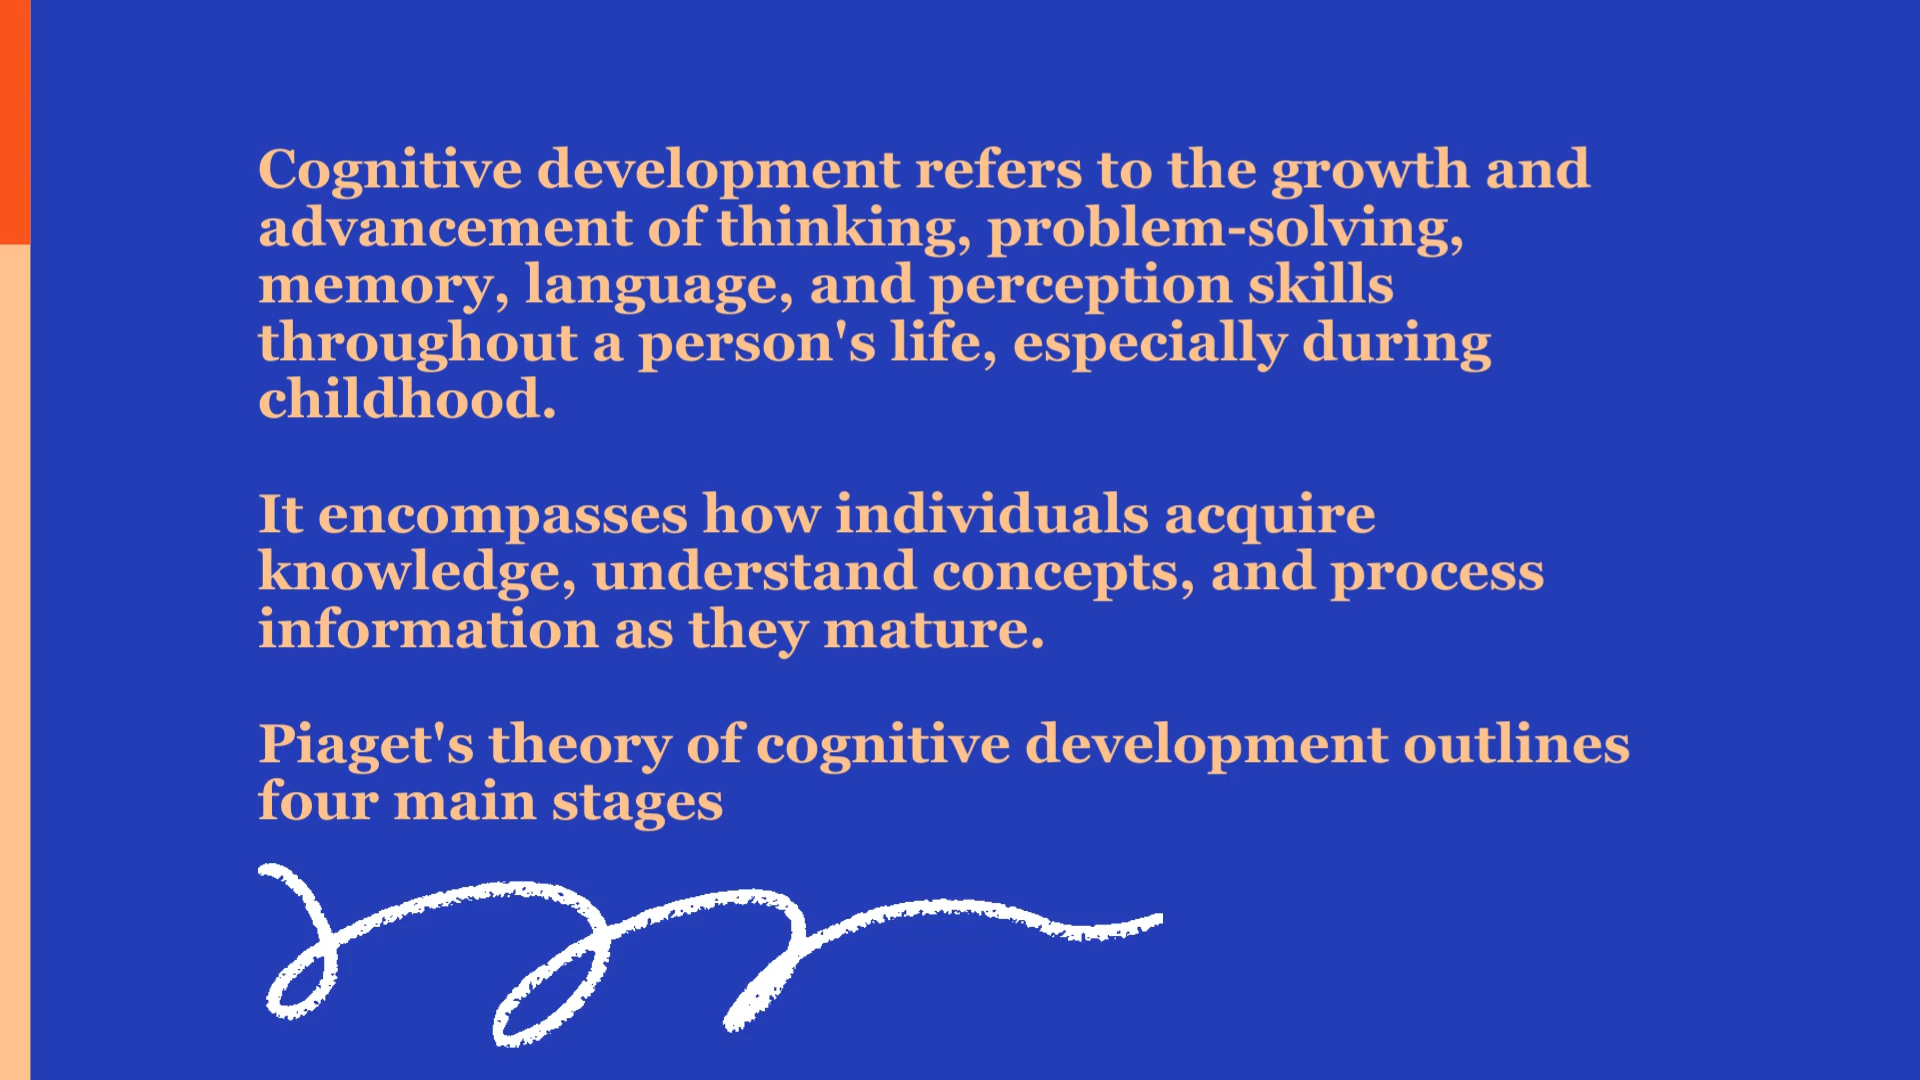 Cognitive development refers to the growth and
advancement of thinking, problem-solving,
memory, language, and perception skills
throughout a person's life, especially during
childhood.
It encompasses how individuals acquire
knowledge, understand concepts, and process
information as they mature.
Piaget's theory of cognitive development outlines
four main stages